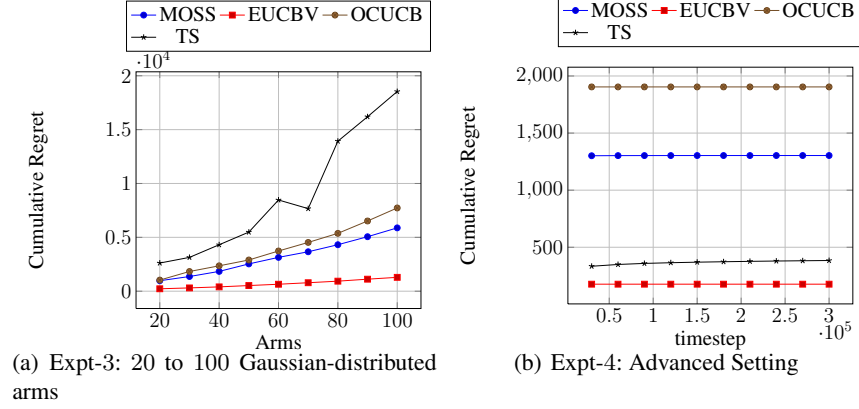 MOSS EUCBV OCUCB
TS
·10^4
2
1.5
1
0.5
0
20 40 60 80 100
Cumulative Regret
Arms
(a) Expt-3: 20 to 100 Gaussian-distributed
arms
MOSS EUCBV OCUCB
TS
2,000
1,500
1,000
500
0.5 1 1.5 2 2.5 3
·10^5
Cumulative Regret
timestep
(b) Expt-4: Advanced Setting